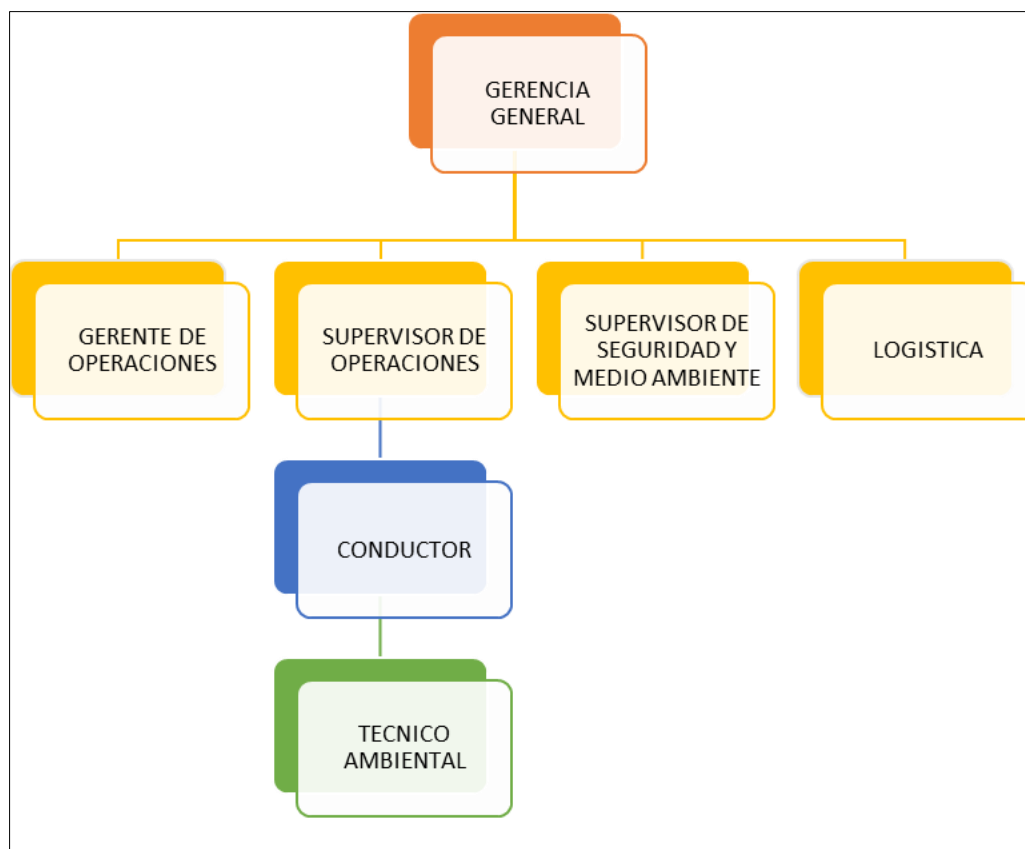 GERENCIA
GENERAL
GERENTE DE
OPERACIONES
SUPERVISOR DE
OPERACIONES
SUPERVISOR DE
SEGURIDAD Y
MEDIO AMBIENTE
LOGISTICA
CONDUCTOR
TECNICO
AMBIENTAL